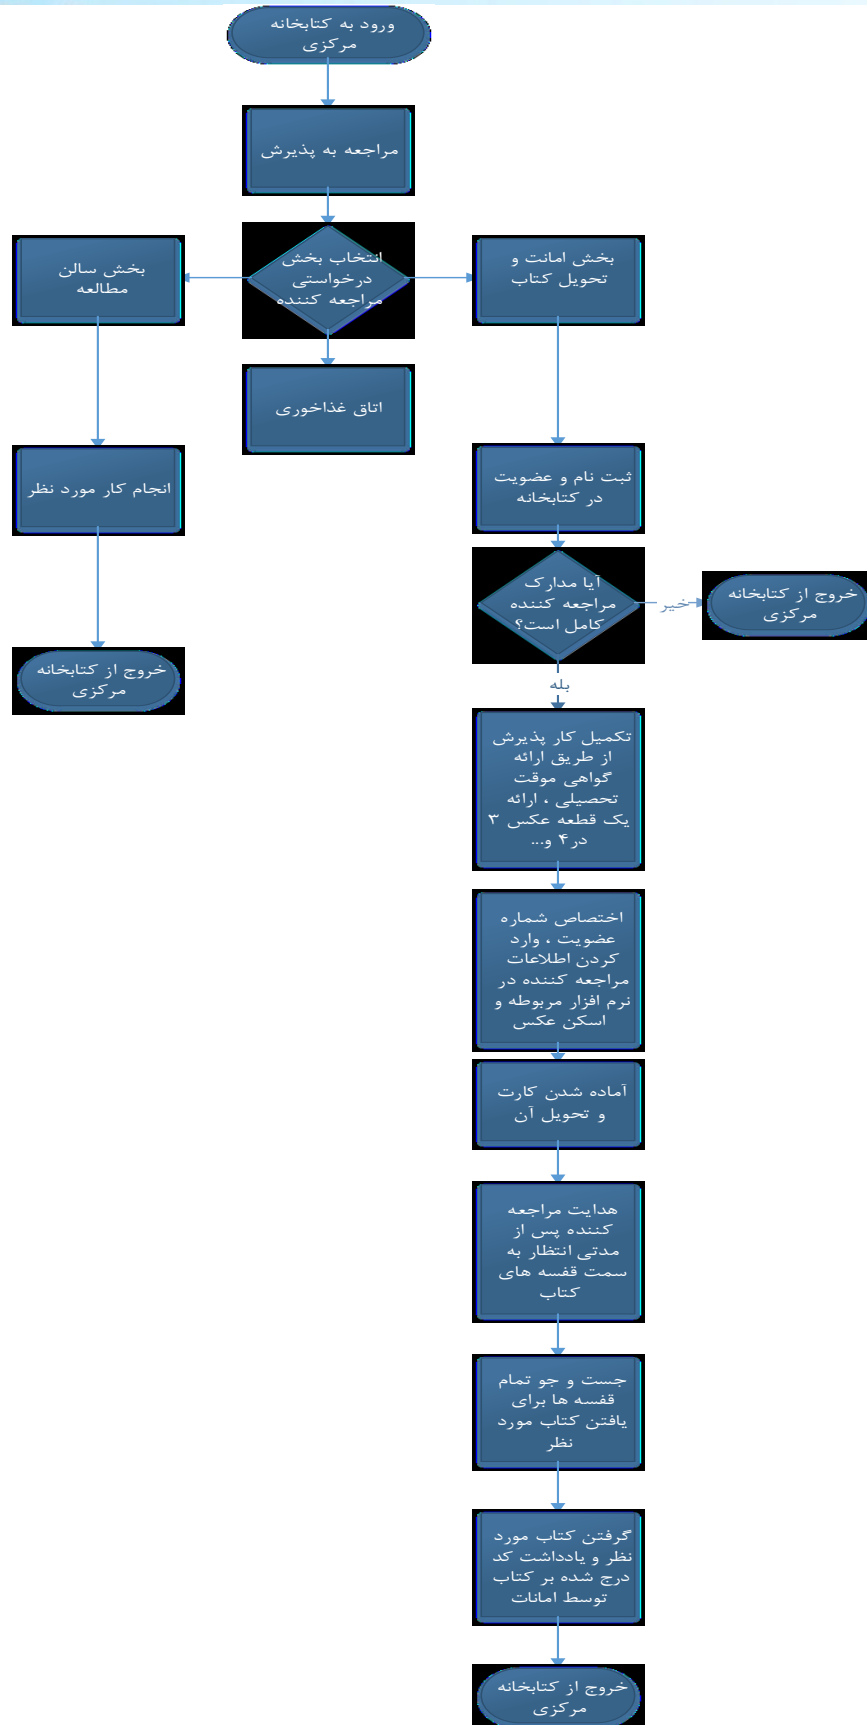 ورود به کتابخانه
مرکزی
مراجعه به پذیرش
انتخاب بخش
درخواستی
مراجعه کننده
بخش امانت و
تحویل کتاب
بخش سالن
مطالعه
اتاق غذاخوری
ثبت نام و عضویت
در کتابخانه
انجام کار مورد نظر
آیا مدارک
مراجعه کننده
کامل است؟
خیر
خروج از کتابخانه
مرکزی
خروج از کتابخانه
مرکزی
بله
تکمیل کار پذیرش
از طریق ارائه
گواهی موقت
تحصیلی ، ارائه
یک قطعه عکس ۳
در۴ و...
اختصاص شماره
عضویت ، وارد
کردن اطلاعات
مراجعه کننده در
نرم افزار مربوطه و
اسکن عکس
آماده شدن کارت
و تحویل آن
هدایت مراجعه
کننده پس از
مدتی انتظار به
سمت قفسه های
کتاب
جست و جو تمام
قفسه ها برای
یافتن کتاب مورد
نظر
گرفتن کتاب مورد
نظر و یادداشت کد
درج شده بر کتاب
توسط امانات
خروج از کتابخانه
مرکزی